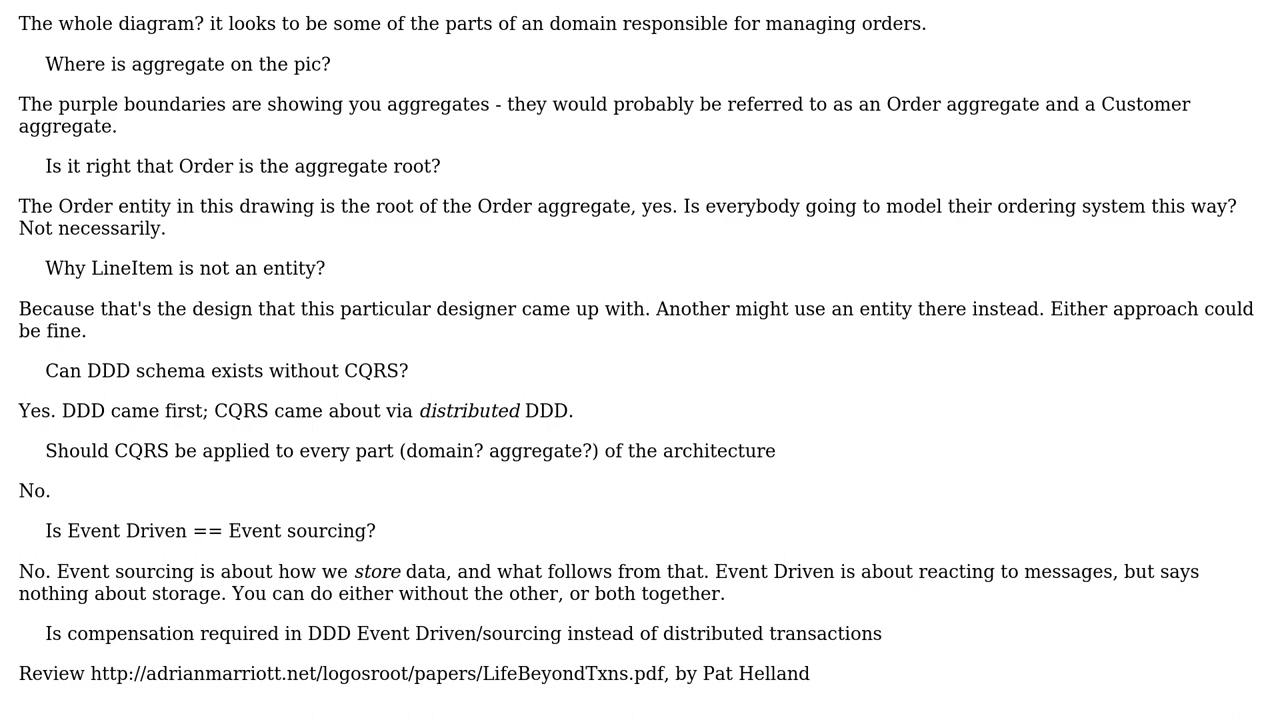 The whole diagram? it looks to be some of the parts of an domain responsible for managing orders.
Where is aggregate on the pic?
The purple boundaries are showing you aggregates - they would probably be referred to as an Order aggregate and a Customer
aggregate.
Is it right that Order is the aggregate root?
The Order entity in this drawing is the root of the Order aggregate, yes. Is everybody going to model their ordering system this way?
Not necessarily.
Why LineItem is not an entity?
Because that's the design that this particular designer came up with. Another might use an entity there instead. Either approach could
be fine.
Can DDD schema exists without CQRS?
Yes. DDD came first; CQRS came about via distributed DDD.
Should CQRS be applied to every part (domain? aggregate?) of the architecture
No.
Is Event Driven == Event sourcing?
No. Event sourcing is about how we store data, and what follows from that. Event Driven is about reacting to messages, but says
nothing about storage. You can do either without the other, or both together.
Is compensation required in DDD Event Driven/sourcing instead of distributed transactions
Review http://adrianmarriott.net/logosroot/papers/LifeBeyondTxns.pdf, by Pat Helland